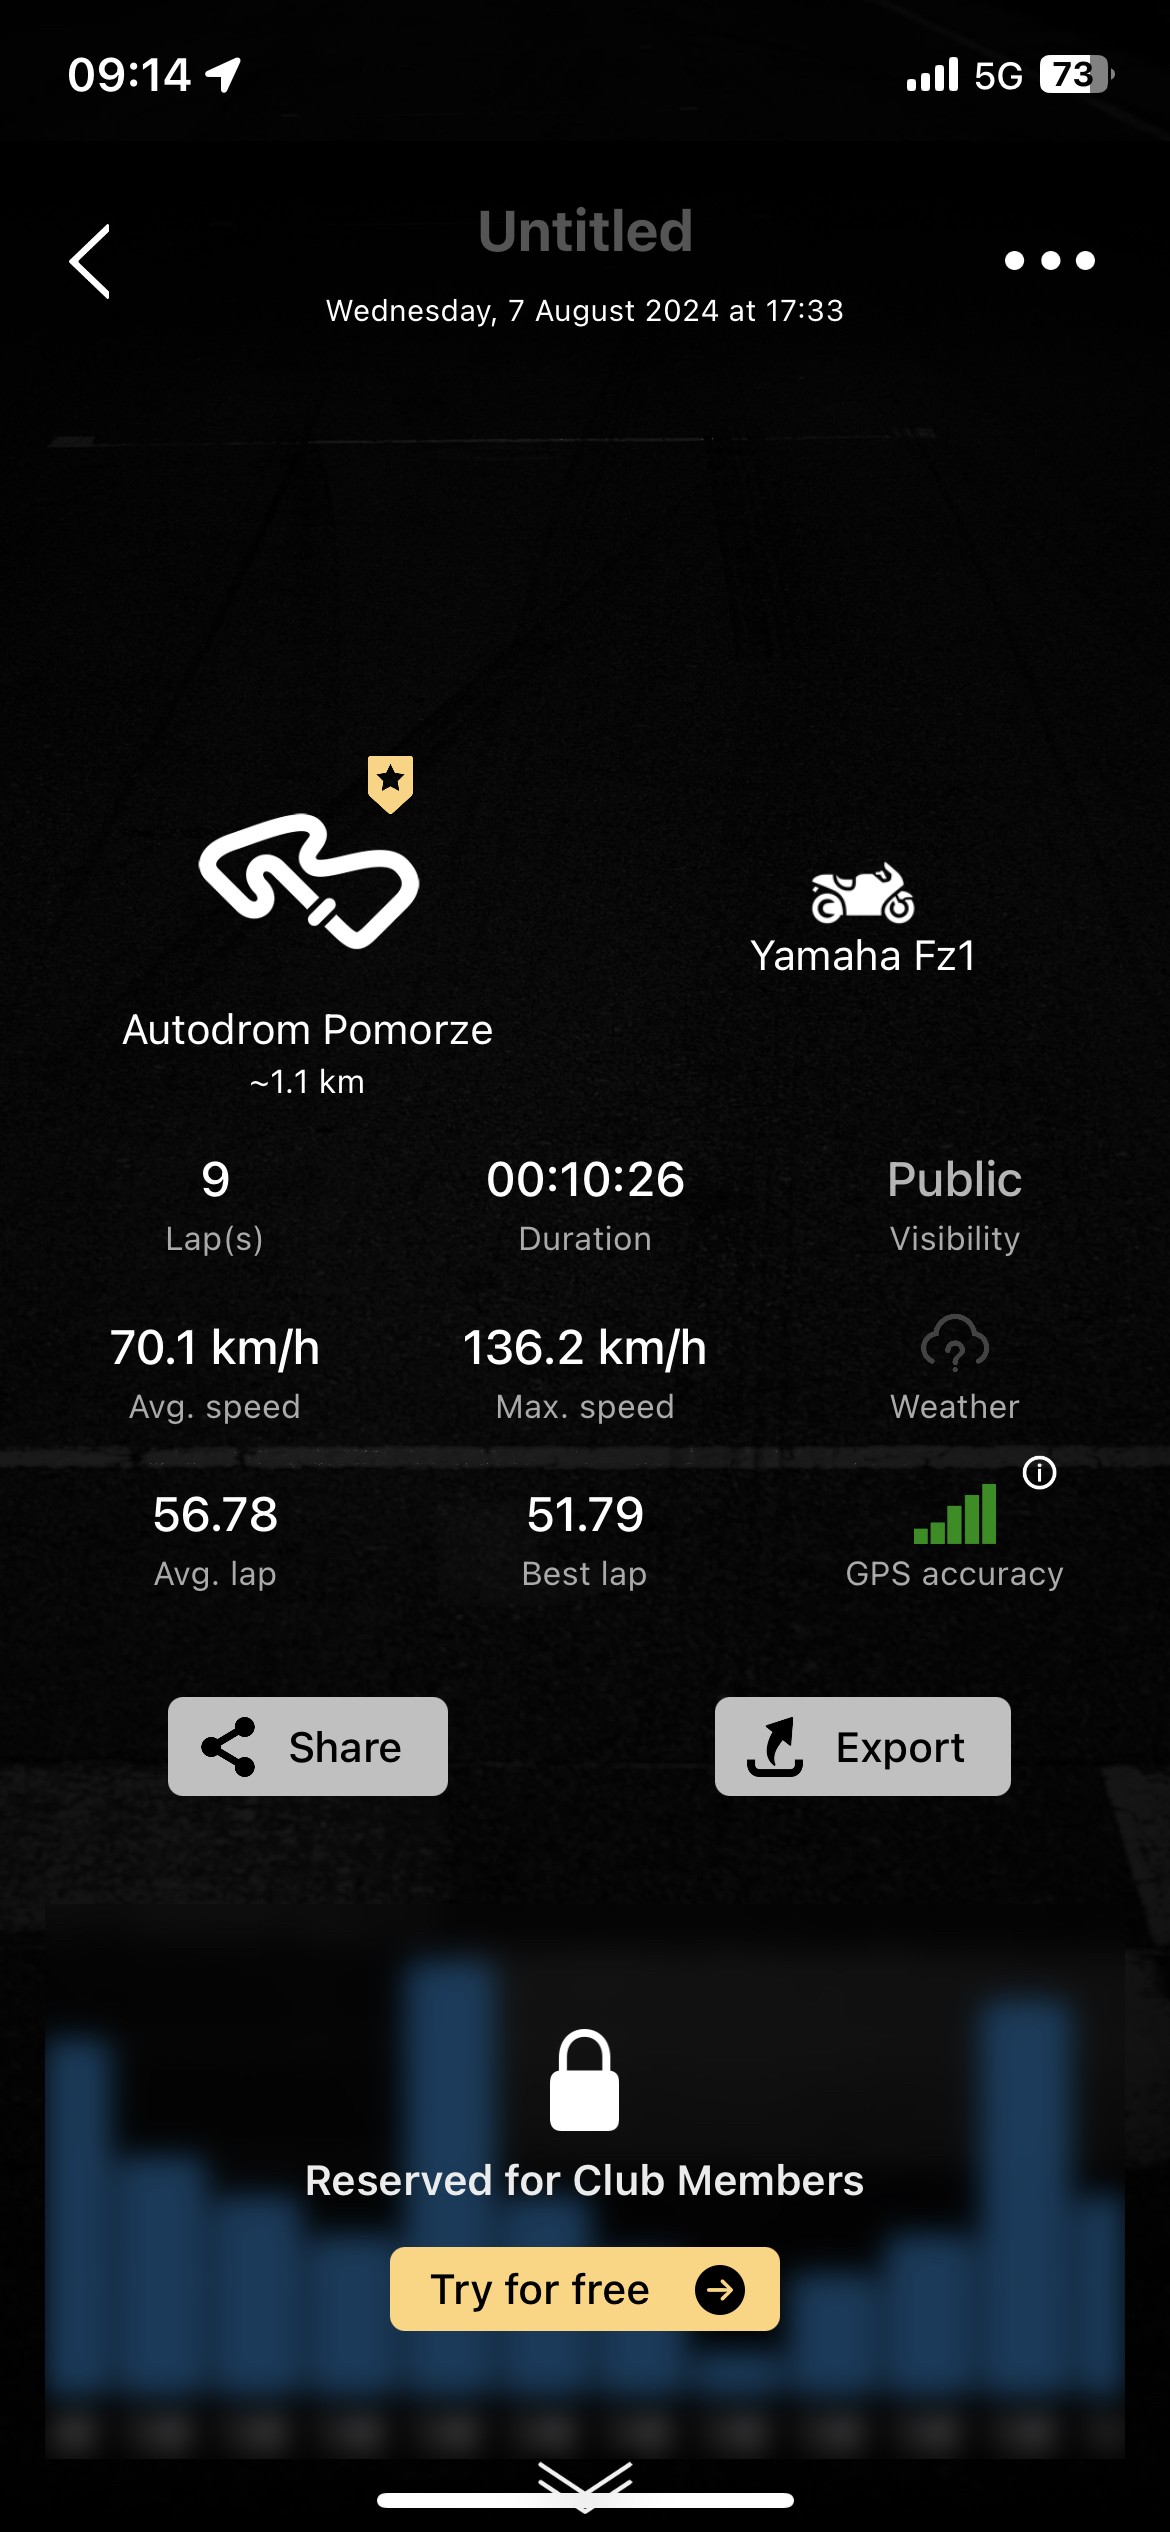 09:14
5G 73
Untitled
Wednesday, 7 August 2024 at 17:33
Yamaha Fz1
Autodrom Pomorze
~1.1 km
9 00:10:26 Public
Lap(s) Duration Visibility
70.1 km/h 136.2 km/h
Avg. speed Max. speed Weather
56.78 51.79
Avg. lap Best lap GPS accuracy
Share Export
Reserved for Club Members
Try for free